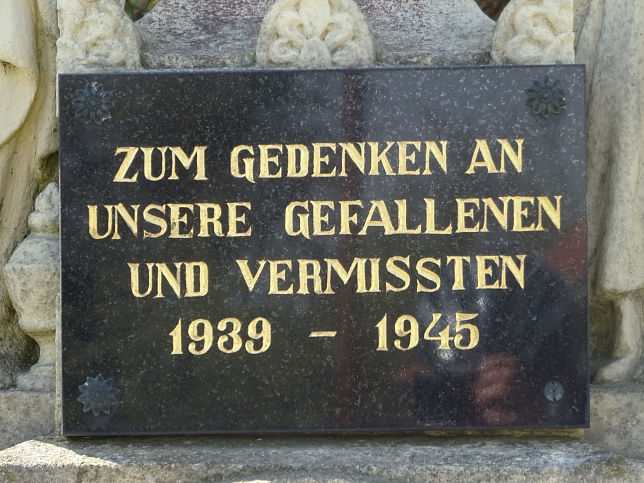 ZUM GEDENKEN AN
UNSERE GEFALLENEN
UND VERMISSTEN
1939 – 1945